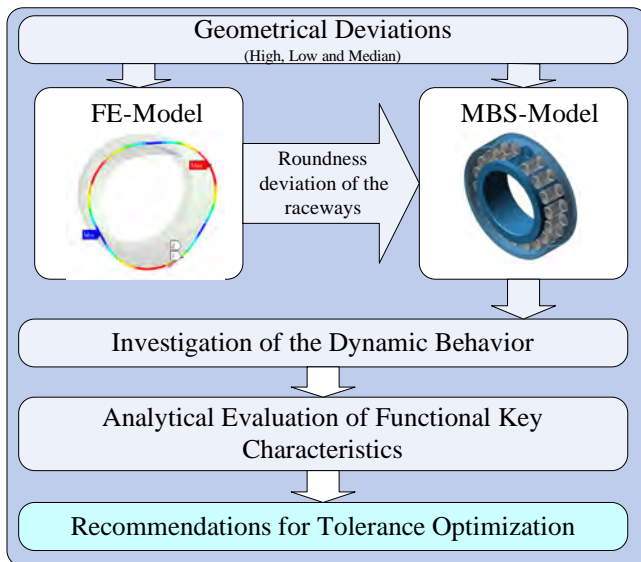 Geometrical Deviations
(High, Low and Median)
FE-Model
MBS-Model
Roundness
deviation of the
raceways
Investigation of the Dynamic Behavior
Analytical Evaluation of Functional Key
Characteristics
Recommendations for Tolerance Optimization